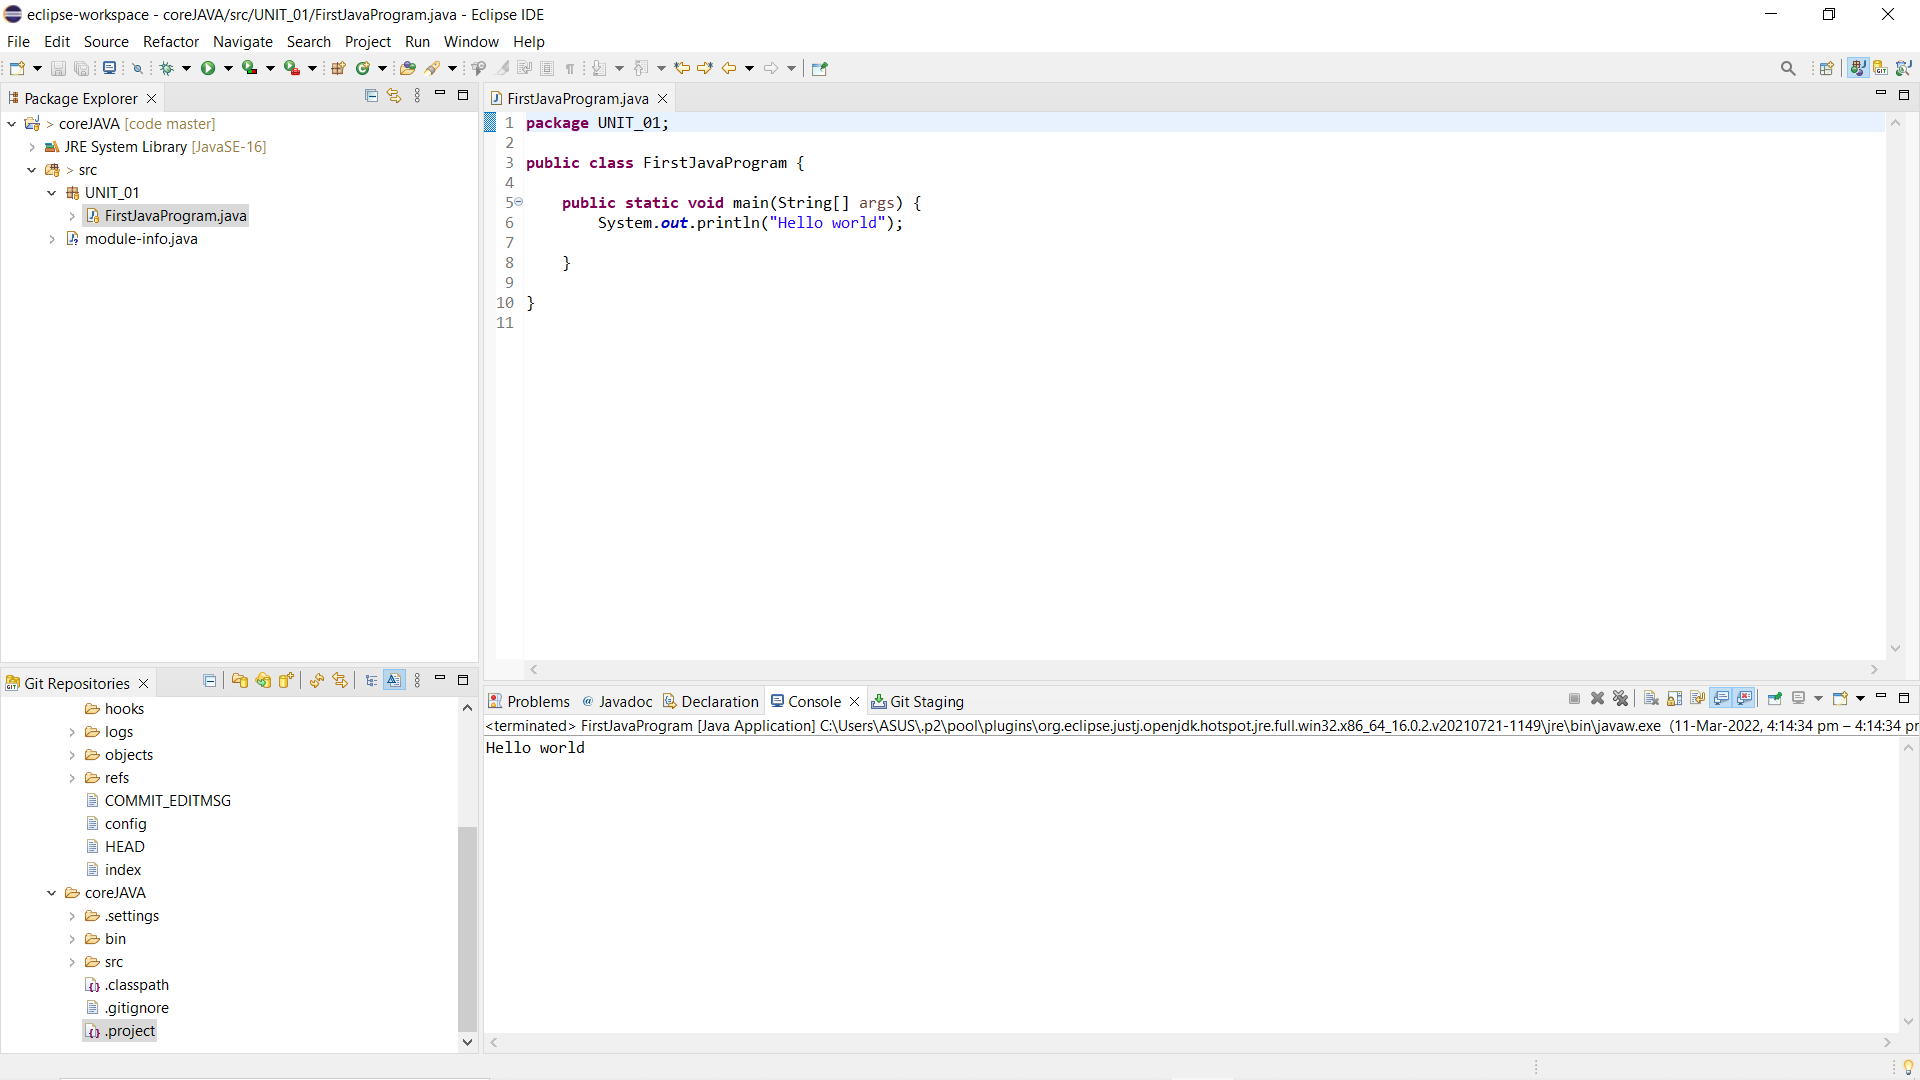 eclipse-workspace - coreJAVA/src/UNIT_01/FirstJavaProgram.java - Eclipse IDE
File Edit Source Refactor Navigate Search Project Run Window Help
Package Explorer
> coreJAVA [code master]
JRE System Library [JavaSE-16]
> src
UNIT_01
FirstJavaProgram.java
module-info.java
FirstJavaProgram.java
1 package UNIT_01;
2
3 public class FirstJavaProgram {
4
5 public static void main(String[] args) {
6 System.out.println("Hello world");
7
8 }
9
10 }
11
Git Repositories
hooks
logs
objects
refs
COMMIT_EDITMSG
config
HEAD
index
coreJAVA
.settings
bin
src
.classpath
.gitignore
.project
Problems @ Javadoc Declaration Console Git Staging
<terminated> FirstJavaProgram [Java Application] C:\Users\ASUS\.p2\pool\plugins\org.eclipse.justj.openjdk.hotspot.jre.full.win32.x86_64_16.0.2.v20210721-1149\jre\bin\javaw.exe (11-Mar-2022, 4:14:34 pm – 4:14:34 pr
Hello world